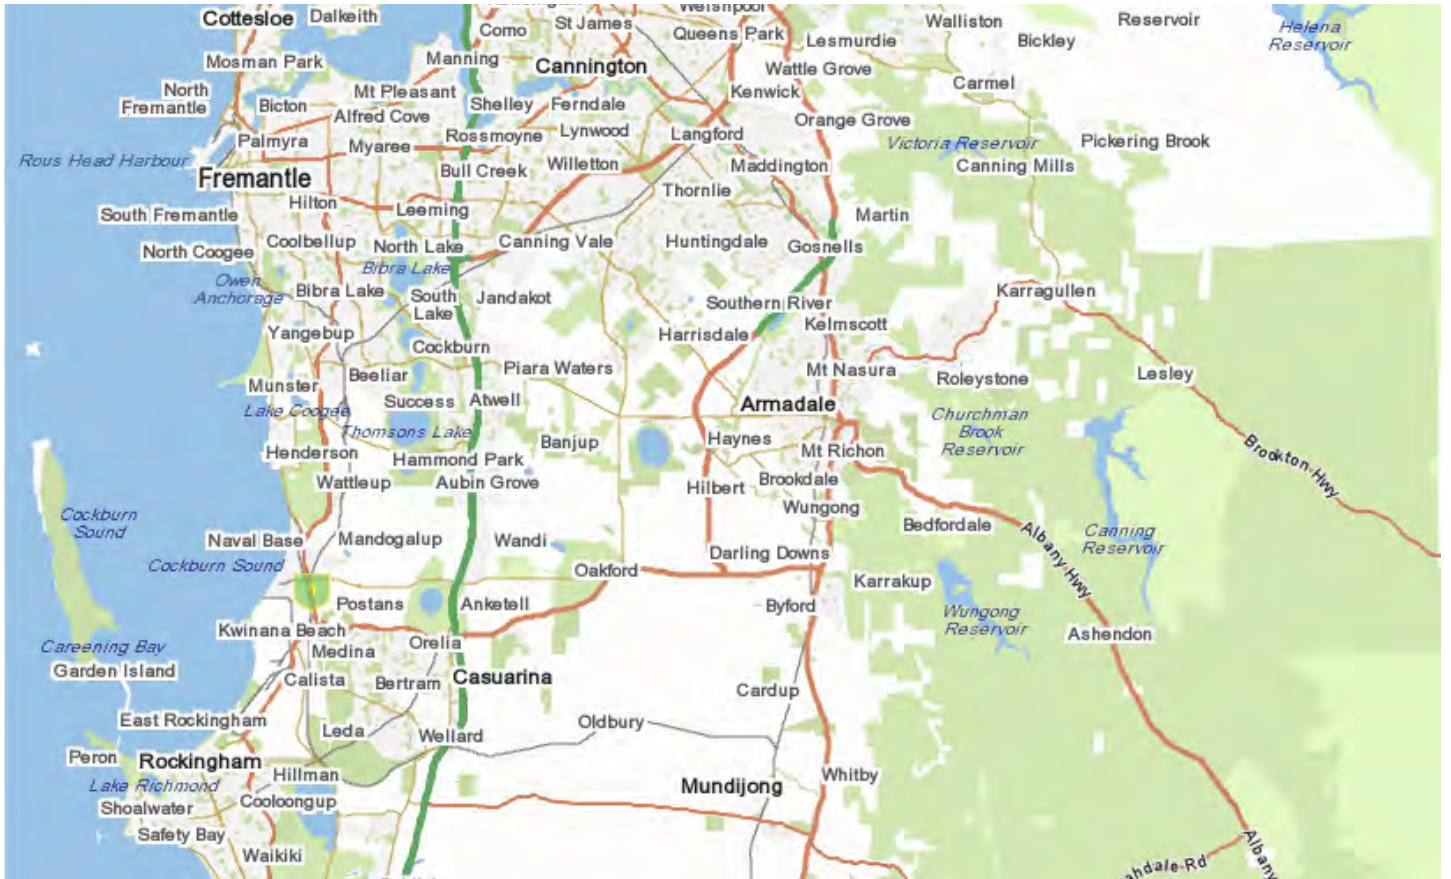 Cottesloe
Dalkeith
Como
St James
Welshpool
Queens Park
Walliston
Reservoir
Helena
Reservoir
Lesmurdie
Bickley
Mosman Park
Manning
Cannington
Wattle Grove
Carmel
North
Fremantle
Bicton
Mt Pleasant
Shelley
Ferndale
Kenwick
Alfred Cove
Orange Grove
Palmyra
Rossmoyne
Lynwood
Langford
Victoria Reservoir
Pickering Brook
Rous Head Harbour
Myaree
Bull Creek
Willetton
Maddington
Canning Mills
Fremantle
Hilton
Thornlie
South Fremantle
Leeming
Martin
North Coogee
Coolbellup
North Lake
Canning Vale
Huntingdale
Gosnells
Bibra Lake
Owen
Anchorage
Bibra Lake
South
Lake
Jandakot
Southern River
Karragullen
Yangebup
Harrisdale
Kelmscott
Cockburn
Munster
Beeliar
Piara Waters
Mt Nasura
Roleystone
Lesley
Lake Coogee
Success
Atwell
Armadale
Churchman
Brook
Reservoir
Thomsons Lake
Banjup
Haynes
Henderson
Hammond Park
Mt Richon
Brookton Hwy
Wattleup
Aubin Grove
Hilbert
Brookdale
Cockburn
Sound
Wungong
Bedfordale
Albany Hwy
Canning
Reservoir
Naval Base
Mandogalup
Wandi
Darling Downs
Cockburn Sound
Oakford
Karrakup
Postans
Anketell
Byford
Wungong
Reservoir
Kwinana Beach
Orelia
Ashendon
Careening Bay
Medina
Garden Island
Calista
Bertram
Casuarina
Cardup
East Rockingham
Leda
Wellard
Oldbury
Peron
Rockingham
Hillman
Whitby
Lake Richmond
Mundijong
Shoalwater
Cooloongup
Safety Bay
Waikiki
ahdale Rd
Albany